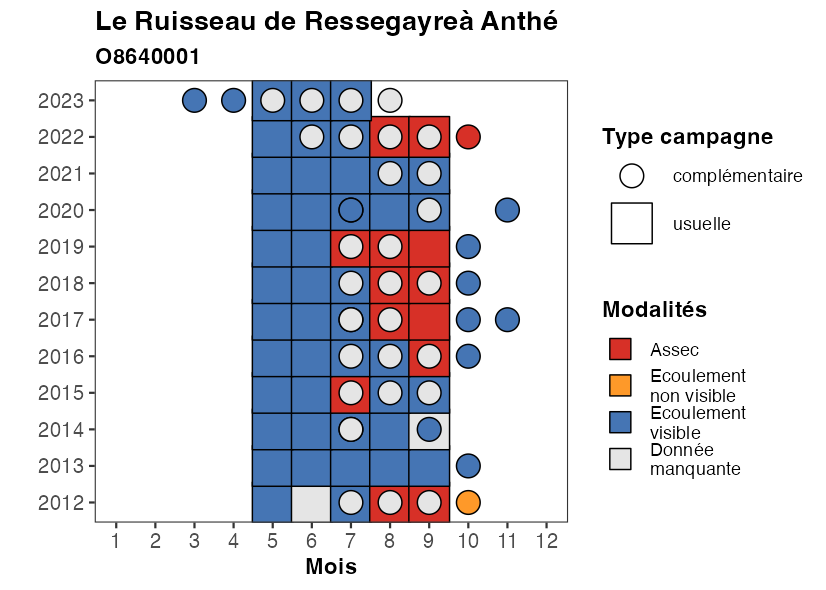 Le Ruisseau de Ressegayreà Anthé
O8640001
2023
2022
2021
2020
2019
2018
2017
2016
2015
2014
2013
2012
1 2 3 4 5 6 7 8 9 10 11 12
Mois
Type campagne
complémentaire
usuelle
Modalités
Assec
Ecoulement
non visible
Ecoulement
visible
Donnée
manquante